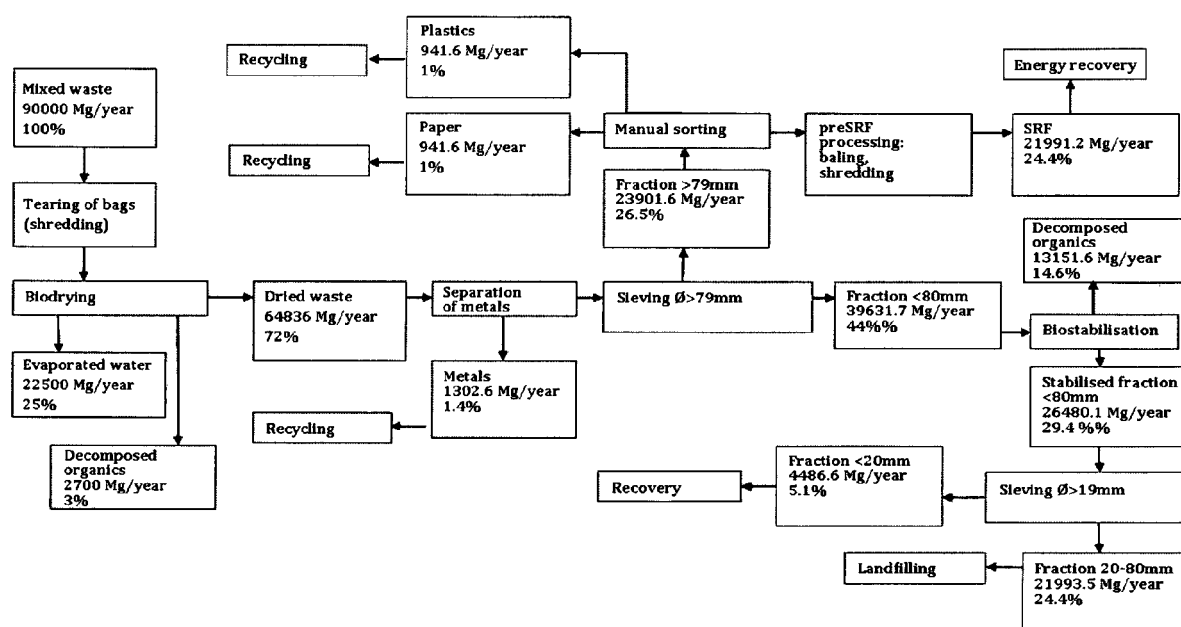 Mixed waste
90000 Mg/year
100%
Tearing of bags
(shredding)
Biodrying
Evaporated water
22500 Mg/year
25%
Decomposed
organics
2700 Mg/year
3%
Dried waste
64836 Mg/year
72%
Separation
of metals
Metals
1302.6 Mg/year
1.4%
Recycling
Sieving Ø>79mm
Fraction >79mm
23901.6 Mg/year
26.5%
Manual sorting
Plastics
941.6 Mg/year
1%
Recycling
Paper
941.6 Mg/year
1%
Recycling
preSRF
processing:
baling,
shredding
SRF
21991.2 Mg/year
24.4%
Energy recovery
Fraction <80mm
39631.7 Mg/year
44%%
Biostabilisation
Decomposed
organics
13151.6 Mg/year
14.6%
Stabilised fraction
<80mm
26480.1 Mg/year
29.4 %%
Sieving Ø>19mm
Fraction <20mm
4486.6 Mg/year
5.1%
Recovery
Fraction 20-80mm
21993.5 Mg/year
24.4%
Landfilling